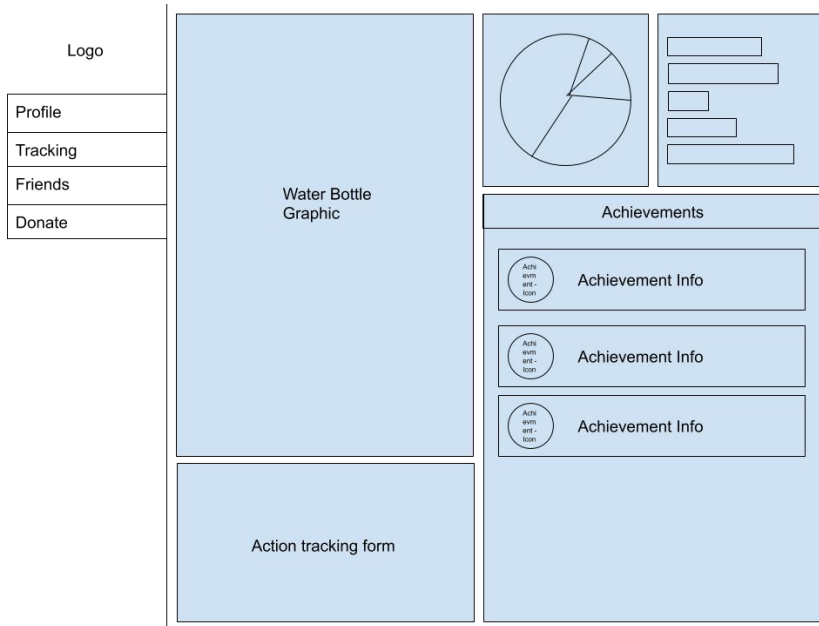 Logo
Profile
Tracking
Friends
Donate
Water Bottle
Graphic
Action tracking form
Achievements
Achi
evm
ent -
Icon
Achievement Info
Achi
evm
ent -
Icon
Achievement Info
Achi
evm
ent -
Icon
Achievement Info